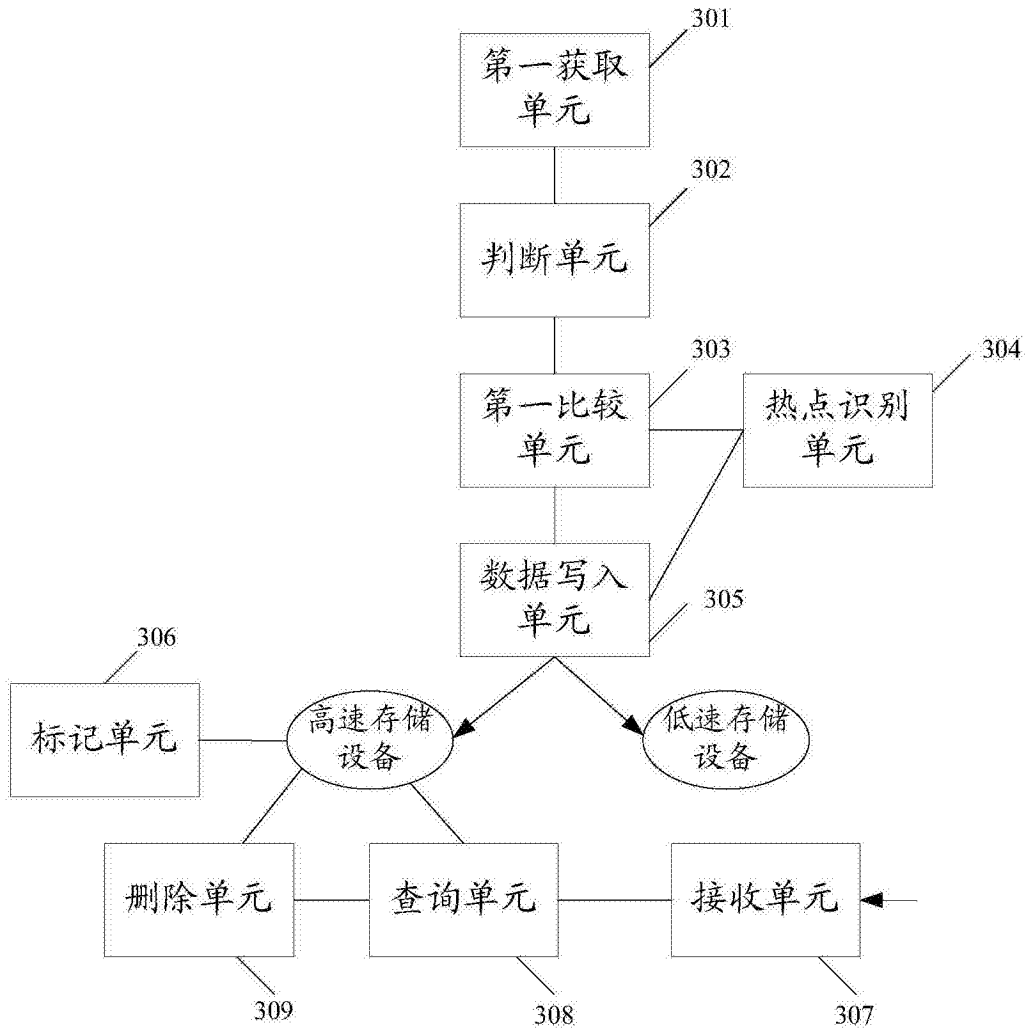 301
第一获取
单元
302
判断单元
303
第一比较
单元
304
热点识别
单元
数据写入
单元
305
306
标记单元
高速存储
设备
低速存储
设备
删除单元
查询单元
接收单元
309
308
307